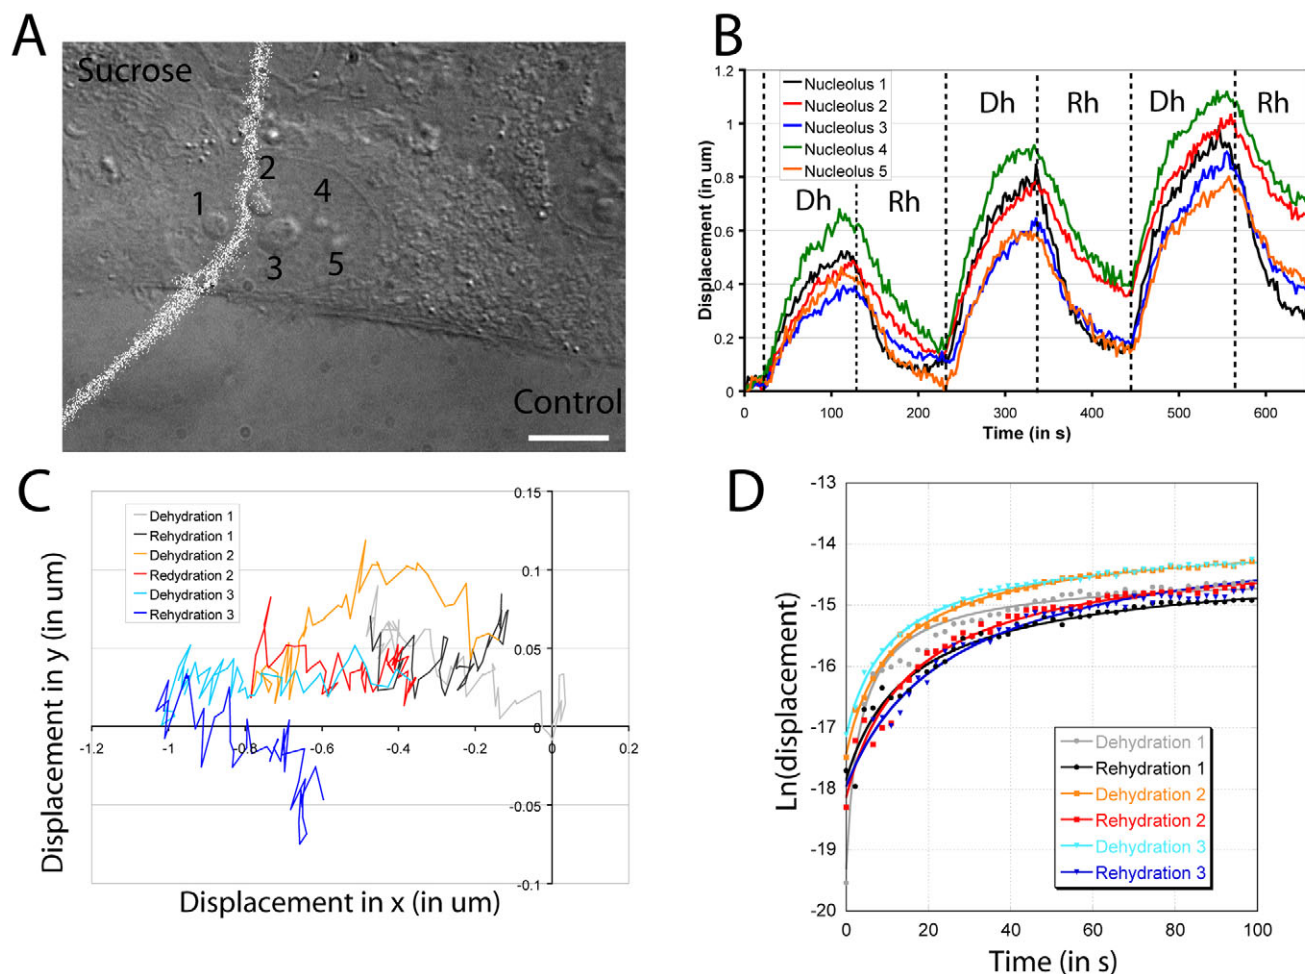 A
Sucrose
2
1
4
3
5
Control
B
1.2
1
0.8
0.6
0.4
0.2
0
Displacement (in um)
Nucleolus 1
Nucleolus 2
Nucleolus 3
Nucleolus 4
Nucleolus 5
Dh
Rh
Dh
Rh
Dh
Rh
0
100
200
300
400
500
600
Time (in s)
C
0.15
0.1
0.05
0
-0.05
-0.1
-1.2
-1
-0.8
-0.6
-0.4
-0.2
0
0.2
Dehydration 1
Rehydration 1
Dehydration 2
Redydration 2
Dehydration 3
Rehydration 3
Displacement in y (in um)
Displacement in x (in um)
D
-13
-14
-15
-16
-17
-18
-19
-20
Ln(displacement)
Dehydration 1
Rehydration 1
Dehydration 2
Rehydration 2
Dehydration 3
Rehydration 3
0
20
40
60
80
100
Time (in s)